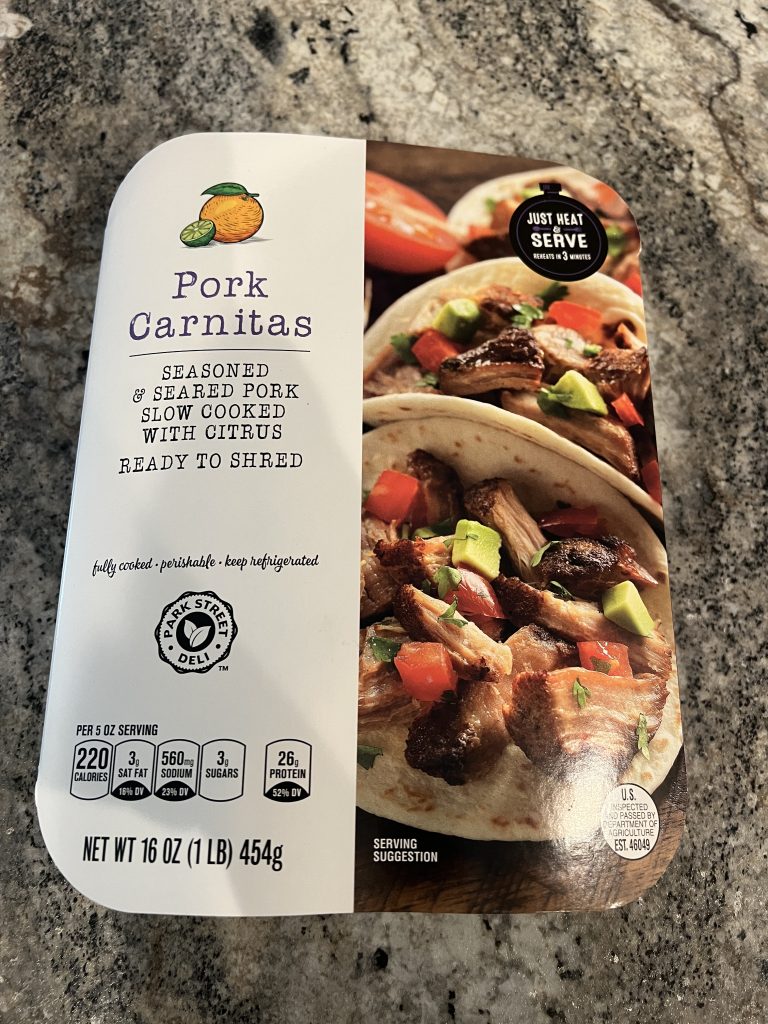 Pork
Carnitas
SEASONED
& SEARED PORK
SLOW COOKED
WITH CITRUS
READY TO SHRED
fully cooked • perishable • keep refrigerated
PARK STREET
DELI
TM
PER 5 OZ SERVING
220 CALORIES
3g SAT FAT 16% DV
560mg SODIUM 23% DV
3g SUGARS
26g PROTEIN 52% DV
NET WT 16 OZ (1 LB) 454g
JUST HEAT
&
SERVE
REHEATS IN 3 MINUTES
SERVING
SUGGESTION
U.S.
INSPECTED
AND PASSED BY
DEPARTMENT OF
AGRICULTURE
EST. 46049